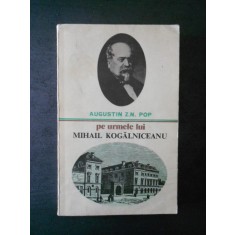 AUGUSTIN Z.N. POP
pe urmele lui
MIHAIL KOGĂLNICEANU